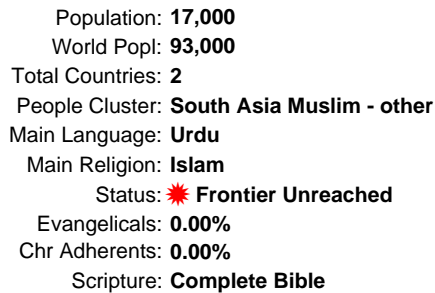 Population: 17,000
World Popl: 93,000
Total Countries: 2
People Cluster: South Asia Muslim - other
Main Language: Urdu
Main Religion: Islam
Status: Frontier Unreached
Evangelicals: 0.00%
Chr Adherents: 0.00%
Scripture: Complete Bible